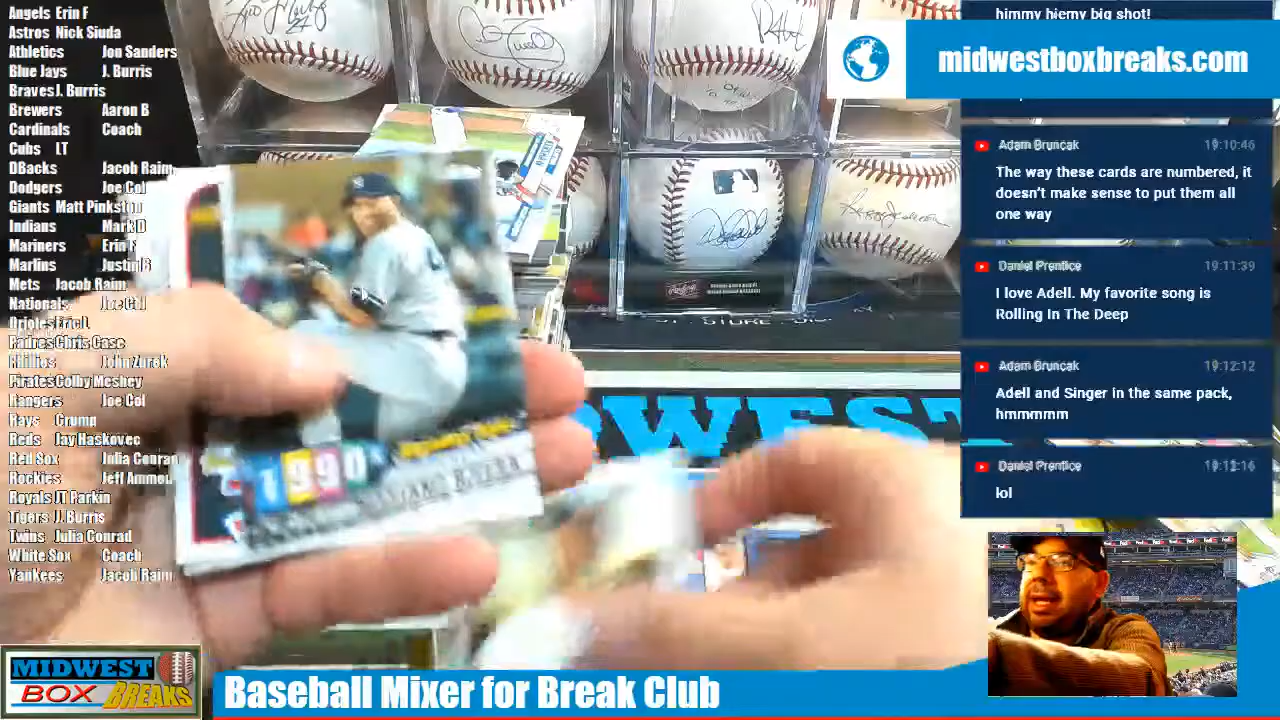 Angels Erin F
Astros Nick Siuda
Athletics Jon Sanders
Blue Jays J. Burris
Braves J. Burris
Brewers Aaron B
Cardinals Coach
Cubs LT
DBacks Jacob Raim
Dodgers Joe Col
Giants Matt Pinkston
Indians Mark D
Mariners Erin F
Marlins Justin B
Mets Jacob Raim
Nationals Joe Col
Orioles Eric L
Padres Chris Case
Phillies John Zurek
Pirates Colby Meshey
Rangers Joe Col
Rays Crump
Reds Jay Haskovec
Red Sox Julia Conrad
Rockies Jeff Ammou
Royals JT Parkin
Tigers J. Burris
Twins Julia Conrad
White Sox Coach
Yankees Jacob Raim
1990
MARIANO RIVERA
MIDWEST
himmy hiemy big shot!
midwestboxbreaks.com
Adam Bruncak 19:10:46
The way these cards are numbered, it
doesn't make sense to put them all
one way
Daniel Prentice 19:11:39
I love Adell. My favorite song is
Rolling In The Deep
Adam Bruncak 19:12:12
Adell and Singer in the same pack,
hmmmmm
Daniel Prentice 19:12:16
lol
MIDWEST
BOX BREAKS
Baseball Mixer for Break Club